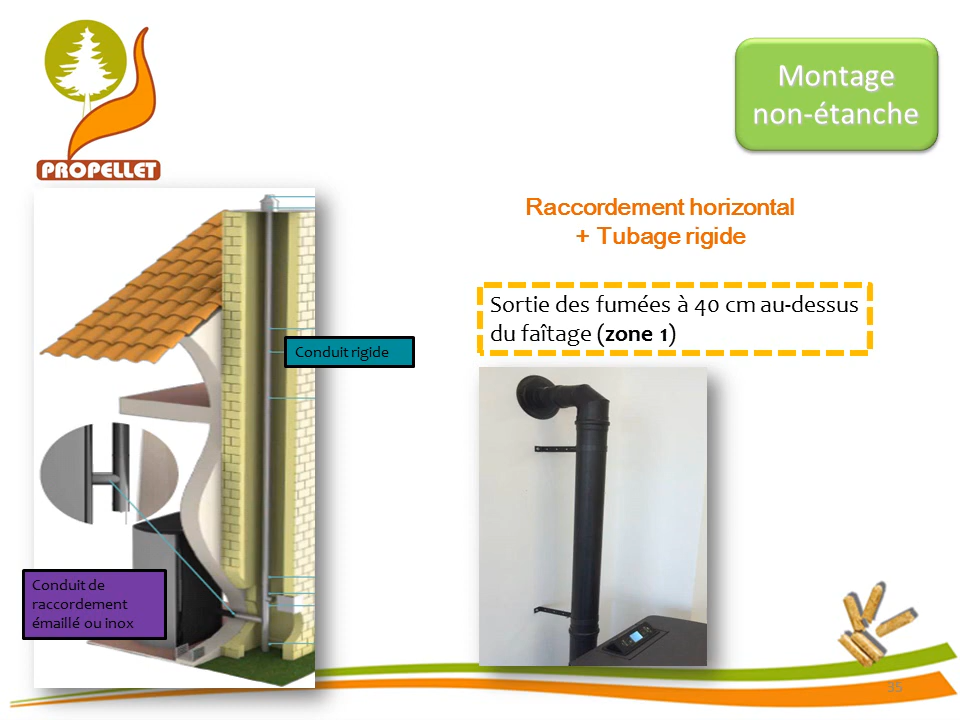 PROPELLET
Montage
non-étanche
Raccordement horizontal
+ Tubage rigide
Sortie des fumées à 40 cm au-dessus
du faîtage (zone 1)
Conduit rigide
Conduit de
raccordement
émaillé ou inox
35